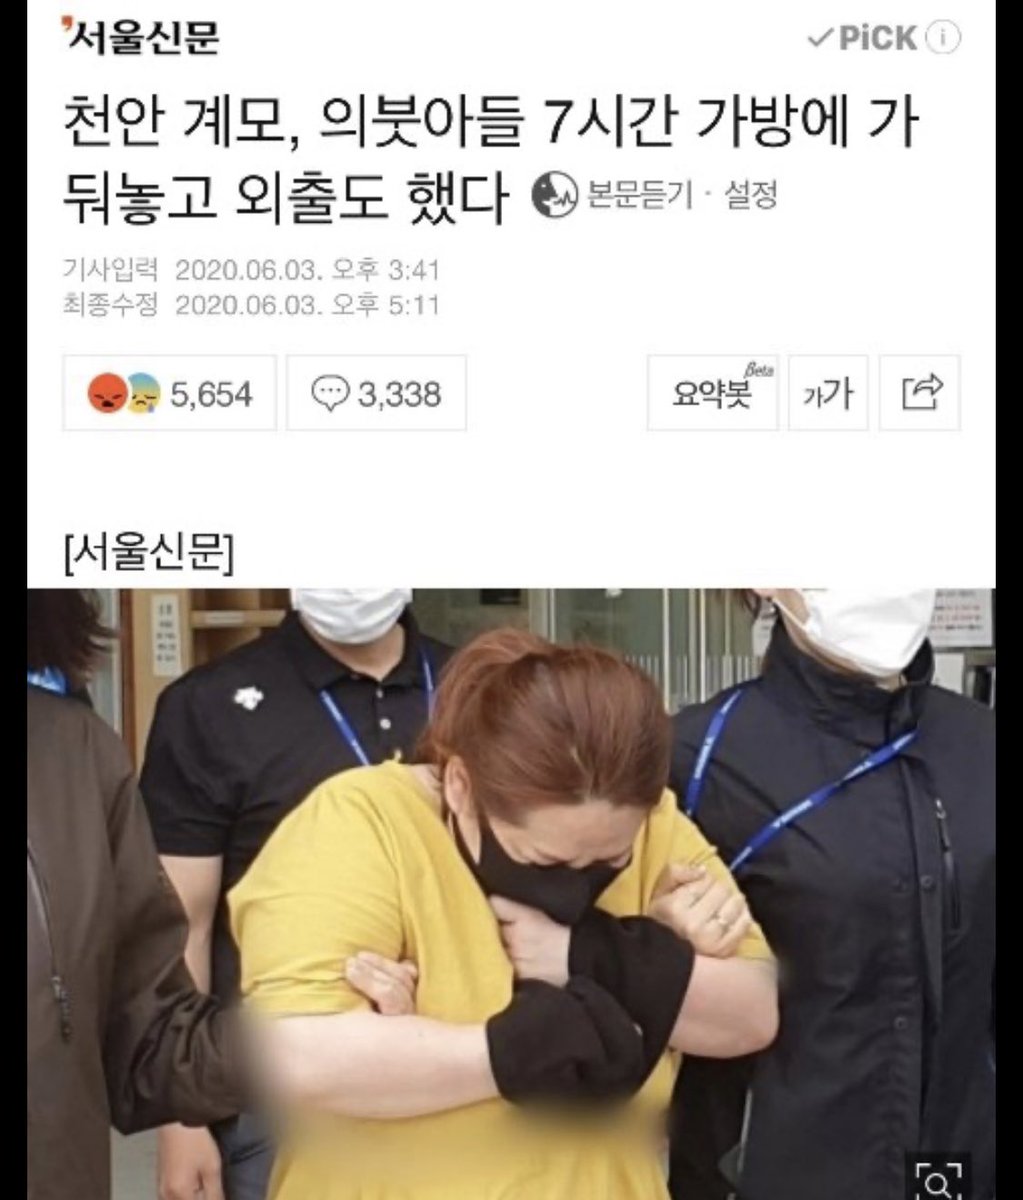 서울신문
PiCK
천안 계모, 의붓아들 7시간 가방에 가
둬놓고 외출도 했다 본문듣기 · 설정
기사입력 2020.06.03. 오후 3:41
최종수정 2020.06.03. 오후 5:11
5,654 3,338 요약봇 Beta 가가
[서울신문]